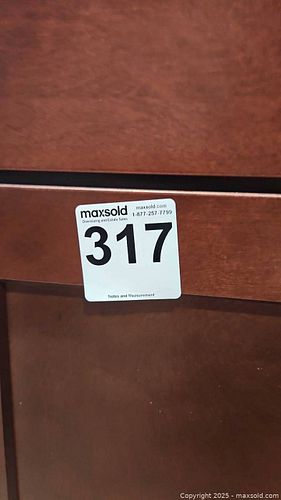 maxsold maxsold.com
Downsizing and Estate Sales 1-877-257-7799
317
Notes and Measurement
Copyright © 2025 - maxsold.com